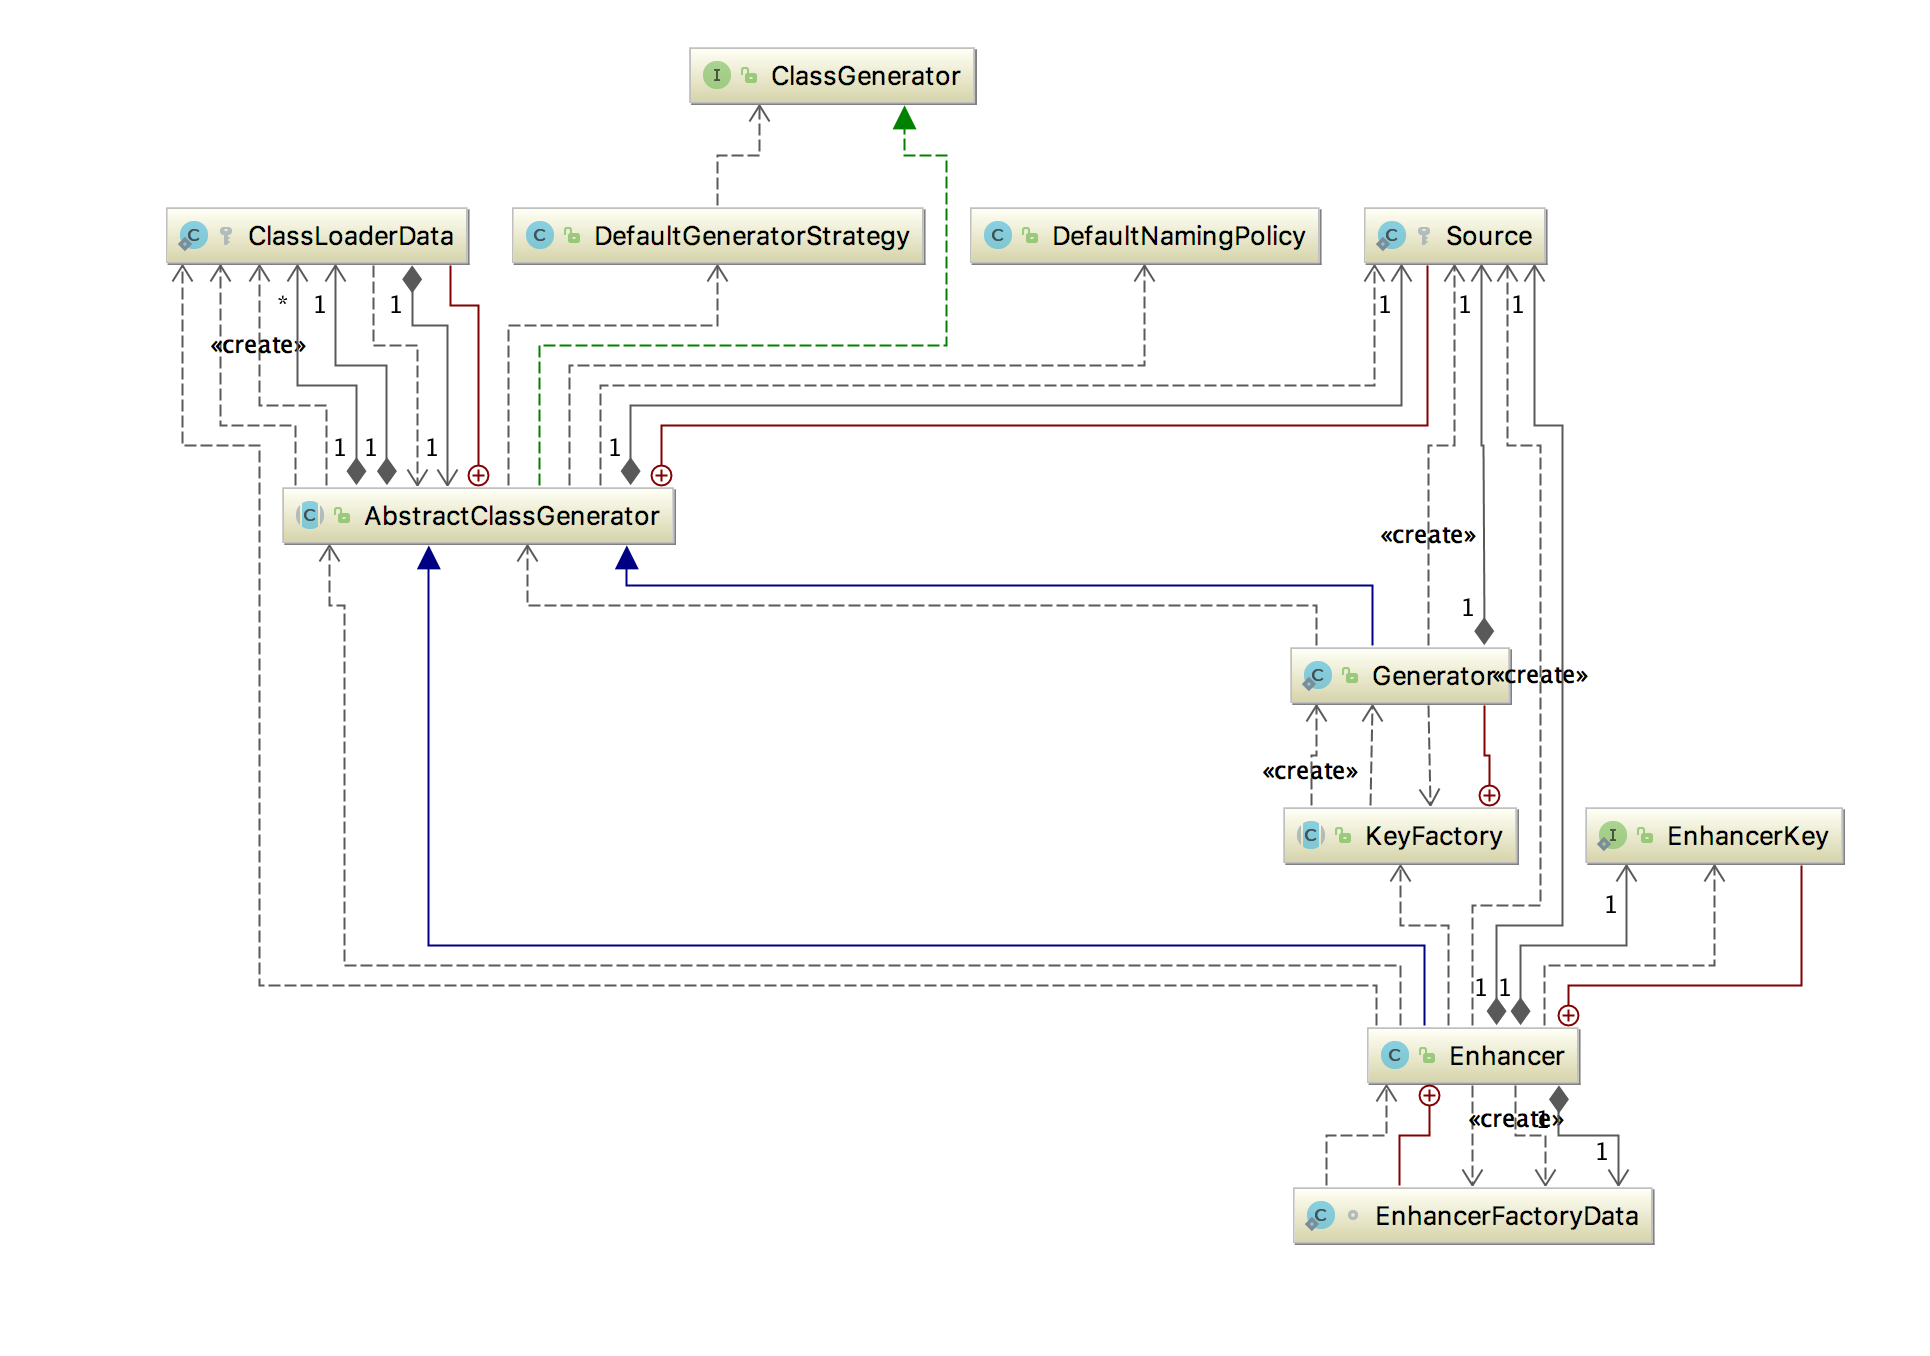 I ClassGenerator
C ClassLoaderData
C DefaultGeneratorStrategy
C DefaultNamingPolicy
C Source
*
1
1
1
1
1
«create»
1
1
1
1
C AbstractClassGenerator
«create»
1
C Generator
«create»
«create»
C KeyFactory
I EnhancerKey
1
1
1
C Enhancer
«create»
1
1
C EnhancerFactoryData